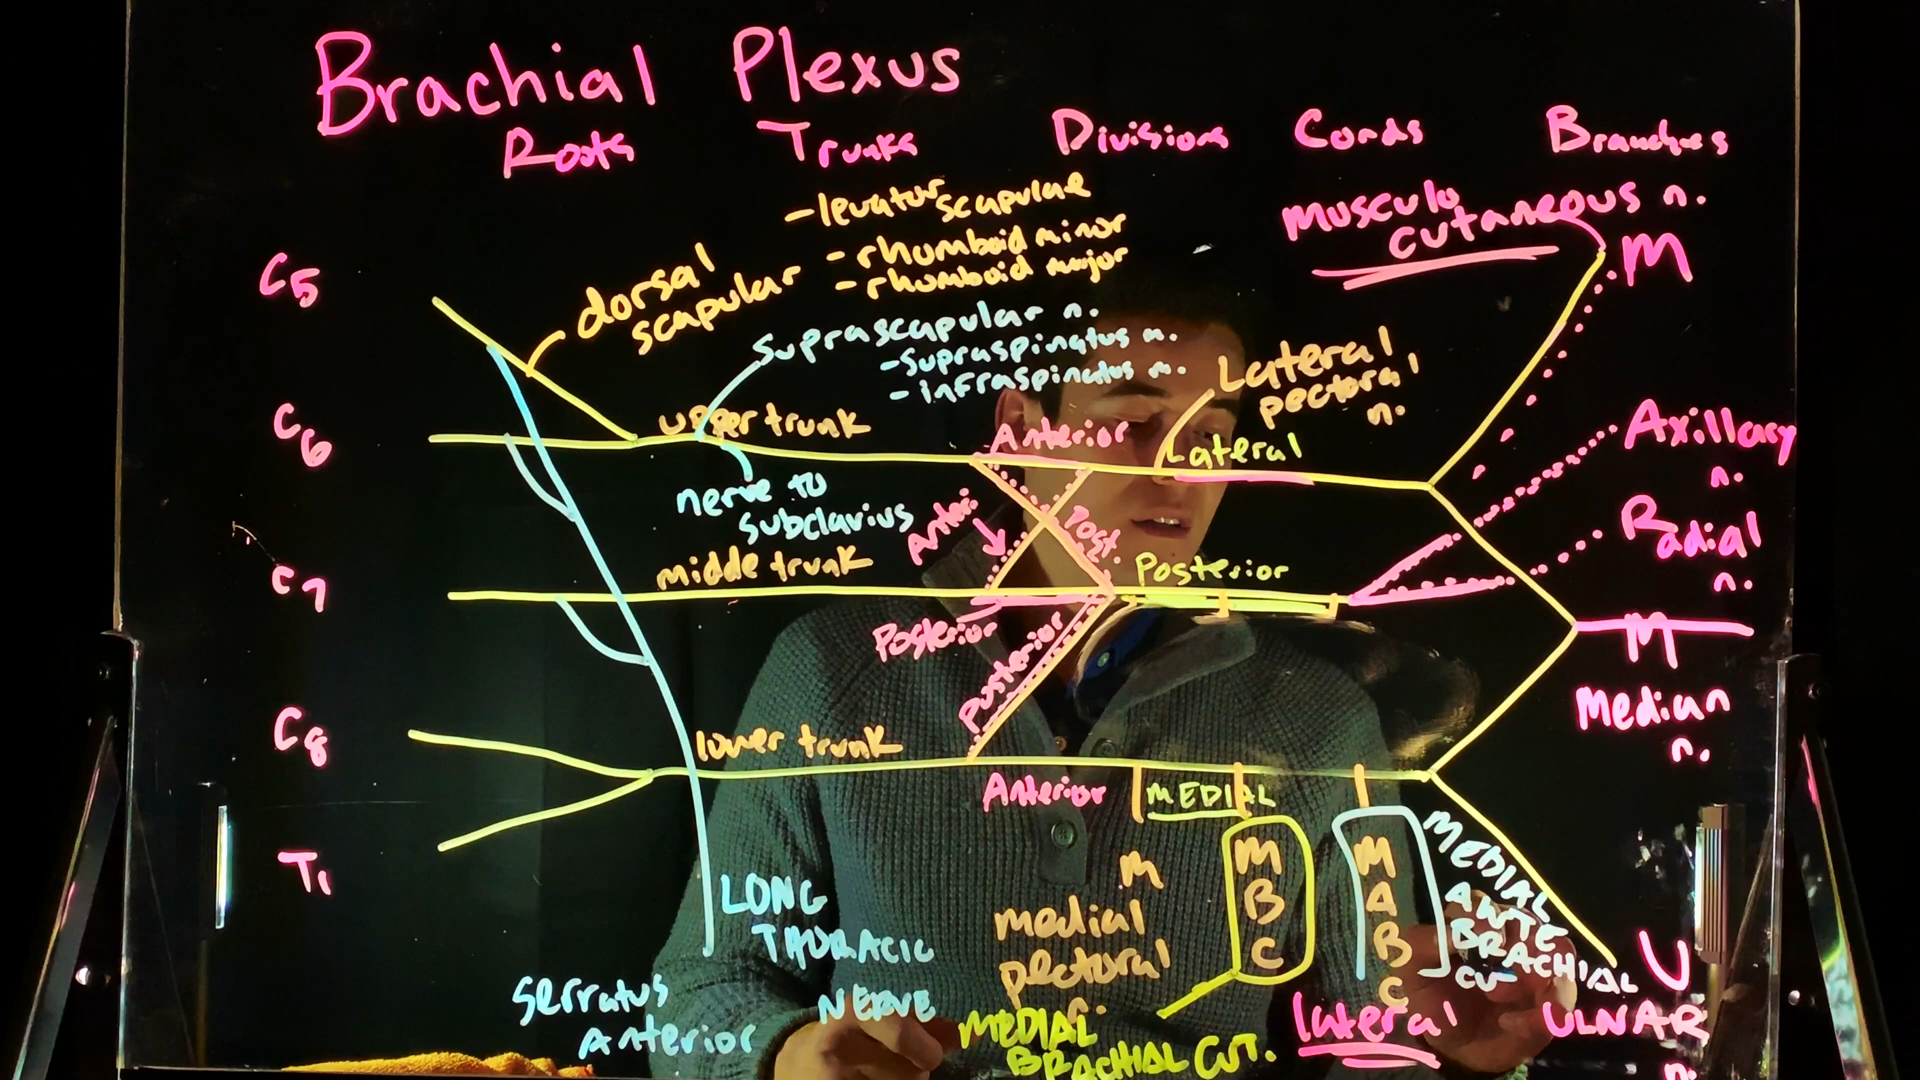 Brachial Plexus
Roots Trunks Divisions Cords Branches
- levator scapulae
- rhomboid minor
- rhomboid major
dorsal
scapular
musculo
cutaneous n.
M
C5
suprascapular n.
- supraspinatus m.
- infraspinatus m.
Lateral
pectoral
n.
C6
upper trunk
Anterior
Lateral
Axillary
n.
nerve to
subclavius
Anteri.
Post.
Radial
n.
C7
middle trunk
Posterior
Posterior
Posterior
M
Median
n.
C8
lower trunk
Anterior
MEDIAL
T1
LONG
THORACIC
NERVE
serratus
Anterior
M
medial
pectoral
n.
M
B
C
MEDIAL
BRACHIAL CUT.
M
A
B
C
MEDIAL
ANTE
BRACHIAL
CU
lateral
U
ULNAR
n.